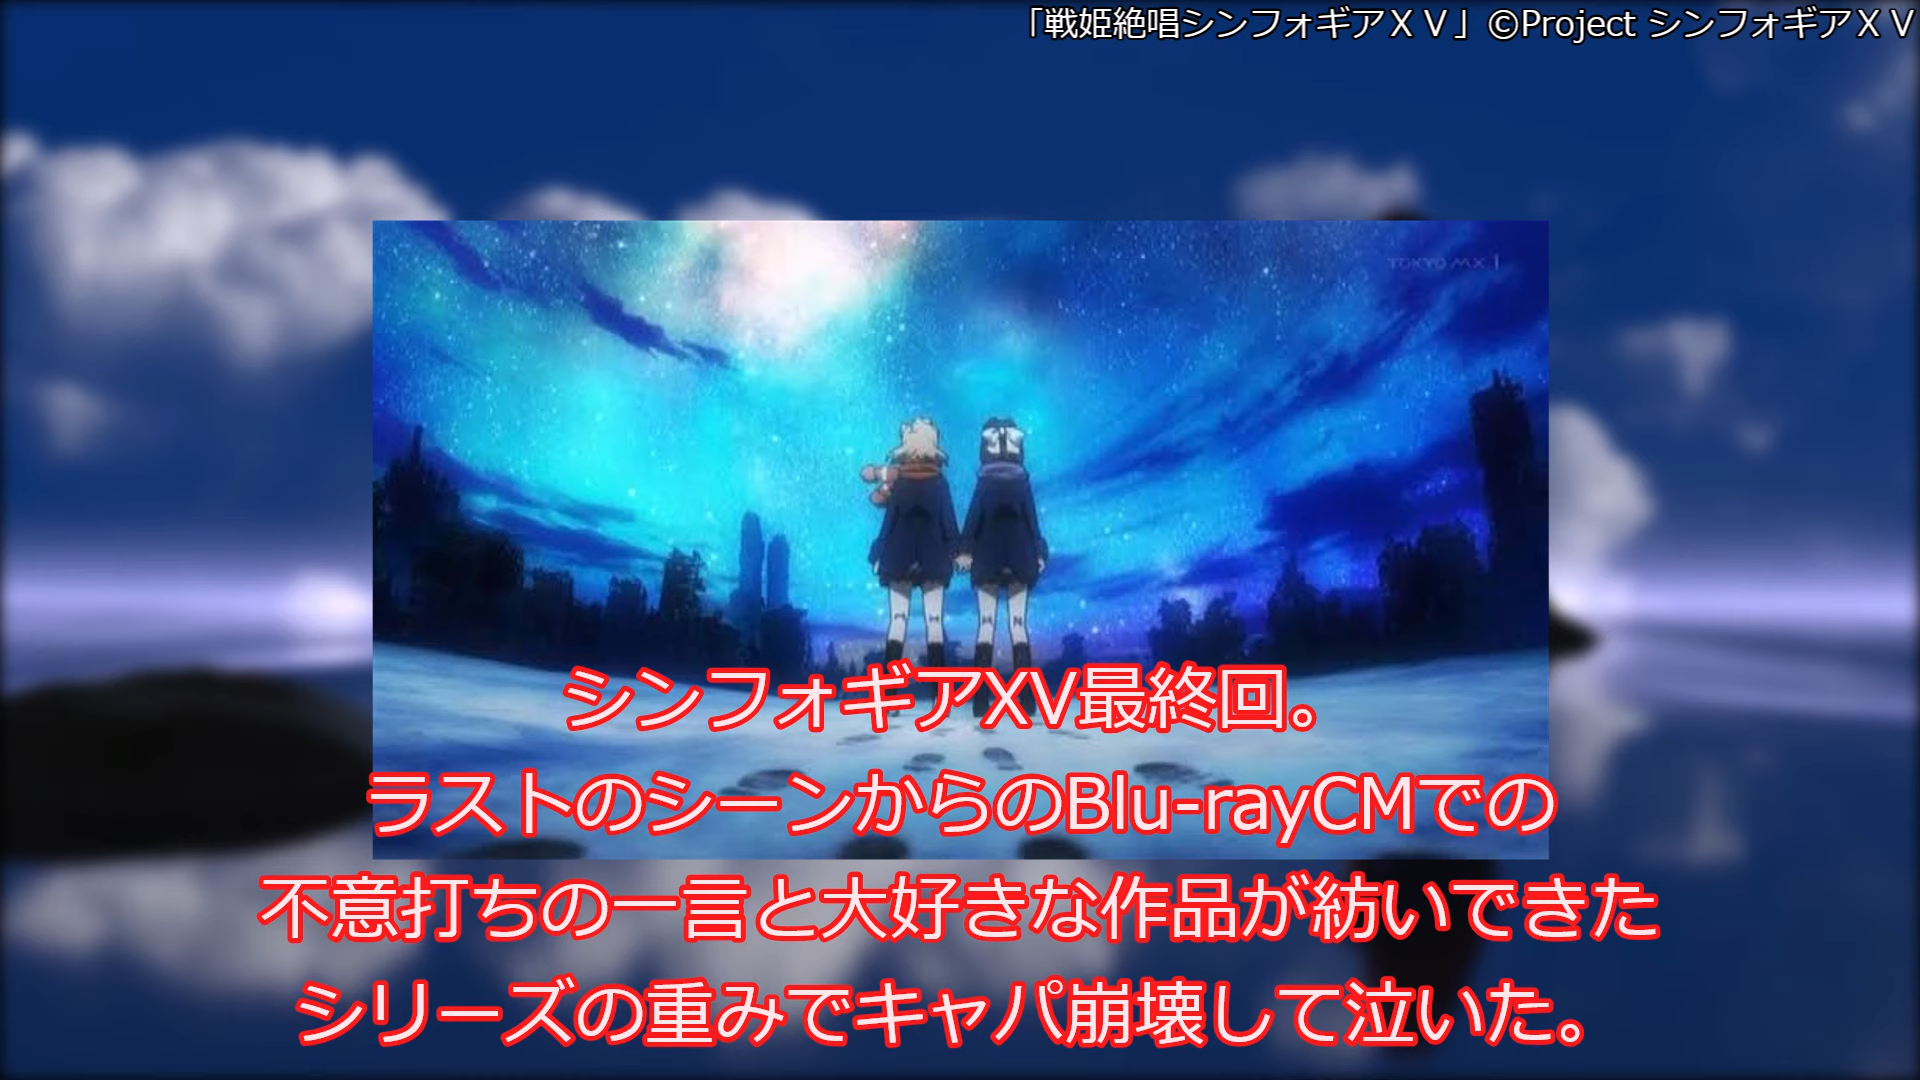 「戦姫絶唱シンフォギアＸＶ」©Project シンフォギアＸＶ
TOKYO MX 1
シンフォギアXV最終回。
ラストのシーンからのBlu-rayCMでの
不意打ちの一言と大好きな作品が紡いできた
シリーズの重みでキャパ崩壊して泣いた。